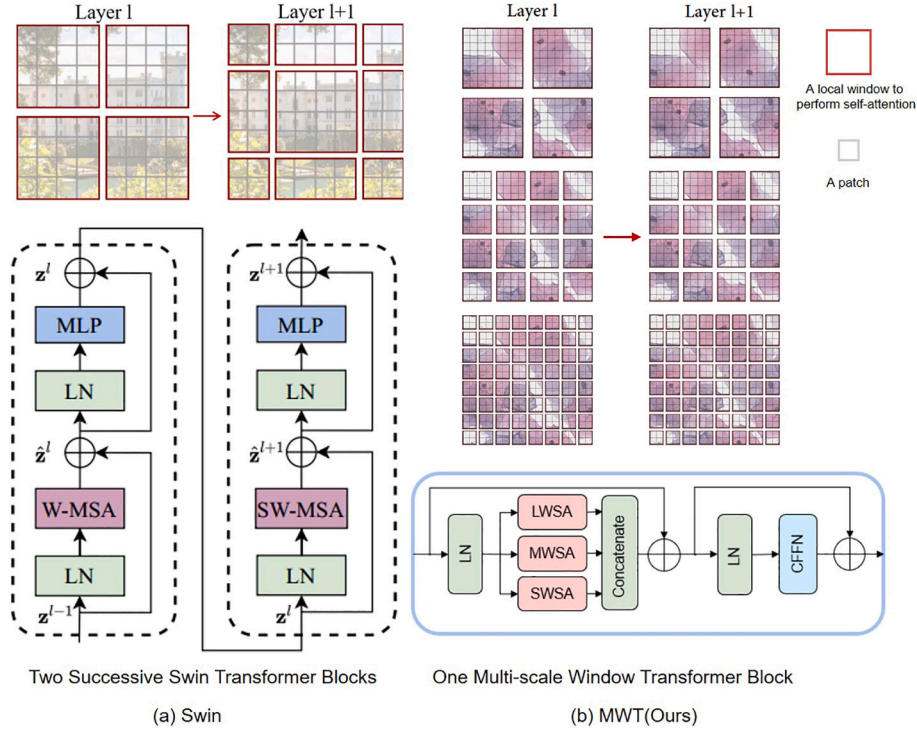 Layer l
Layer l+1
z^l
MLP
LN
ẑ^l
W-MSA
LN
z^{l-1}
z^{l+1}
MLP
LN
ẑ^{l+1}
SW-MSA
LN
z^l
Two Successive Swin Transformer Blocks
(a) Swin
Layer l
Layer l+1
A local window to
perform self-attention
A patch
LN
LWSA
MWSA
SWSA
Concatenate
LN
CFFN
One Multi-scale Window Transformer Block
(b) MWT(Ours)